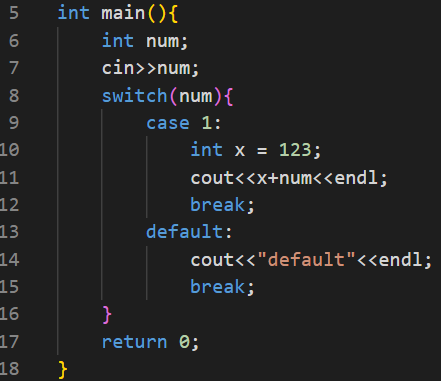 5 int main(){
6 int num;
7 cin>>num;
8 switch(num){
9 case 1:
10 int x = 123;
11 cout<<x+num<<endl;
12 break;
13 default:
14 cout<<"default"<<endl;
15 break;
16 }
17 return 0;
18 }